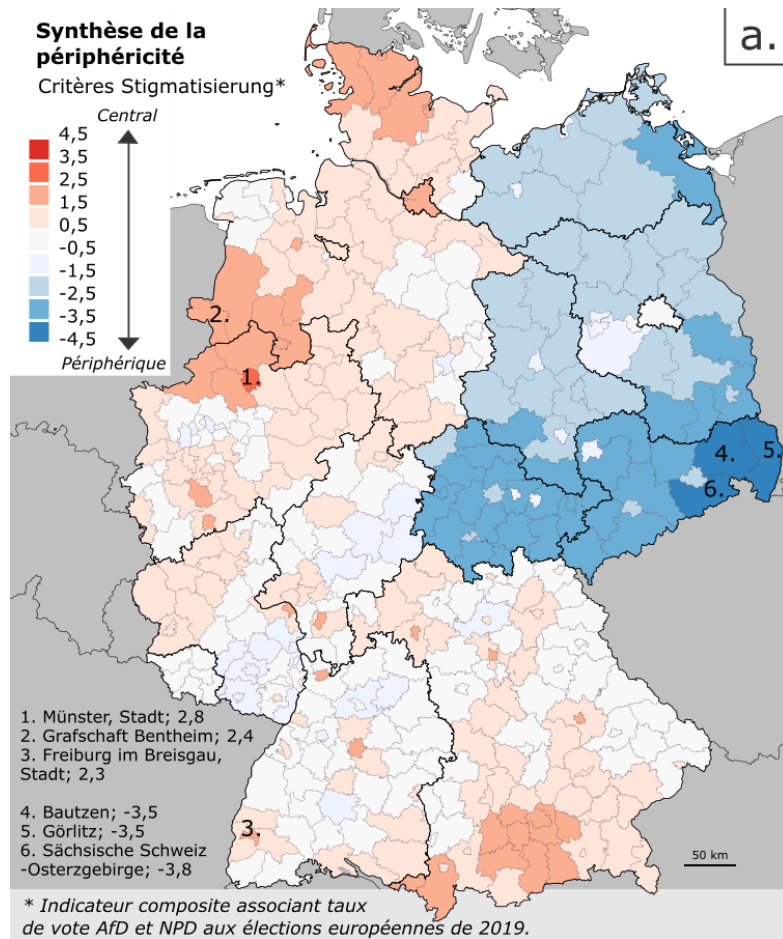 Synthèse de la
périphéricité
Critères Stigmatisierung*
a.
Central
4,5
3,5
2,5
1,5
0,5
-0,5
-1,5
-2,5
-3,5
-4,5
Périphérique
2.
1.
4.
5.
6.
3.
1. Münster, Stadt; 2,8
2. Grafschaft Bentheim; 2,4
3. Freiburg im Breisgau,
Stadt; 2,3
4. Bautzen; -3,5
5. Görlitz; -3,5
6. Sächsische Schweiz
-Osterzgebirge; -3,8
50 km
* Indicateur composite associant taux
de vote AfD et NPD aux élections européennes de 2019.